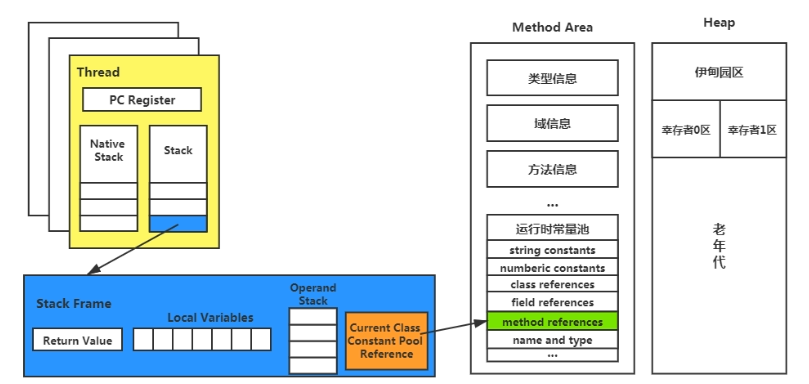 Thread
PC Register
Native
Stack
Stack
Stack Frame
Return Value
Local Variables
Operand
Stack
Current Class
Constant Pool
Reference
Method Area
类型信息
域信息
方法信息
...
运行时常量池
string constants
numberic constants
class references
field references
method references
name and type
...
Heap
伊甸园区
幸存者0区
幸存者1区
老
年
代